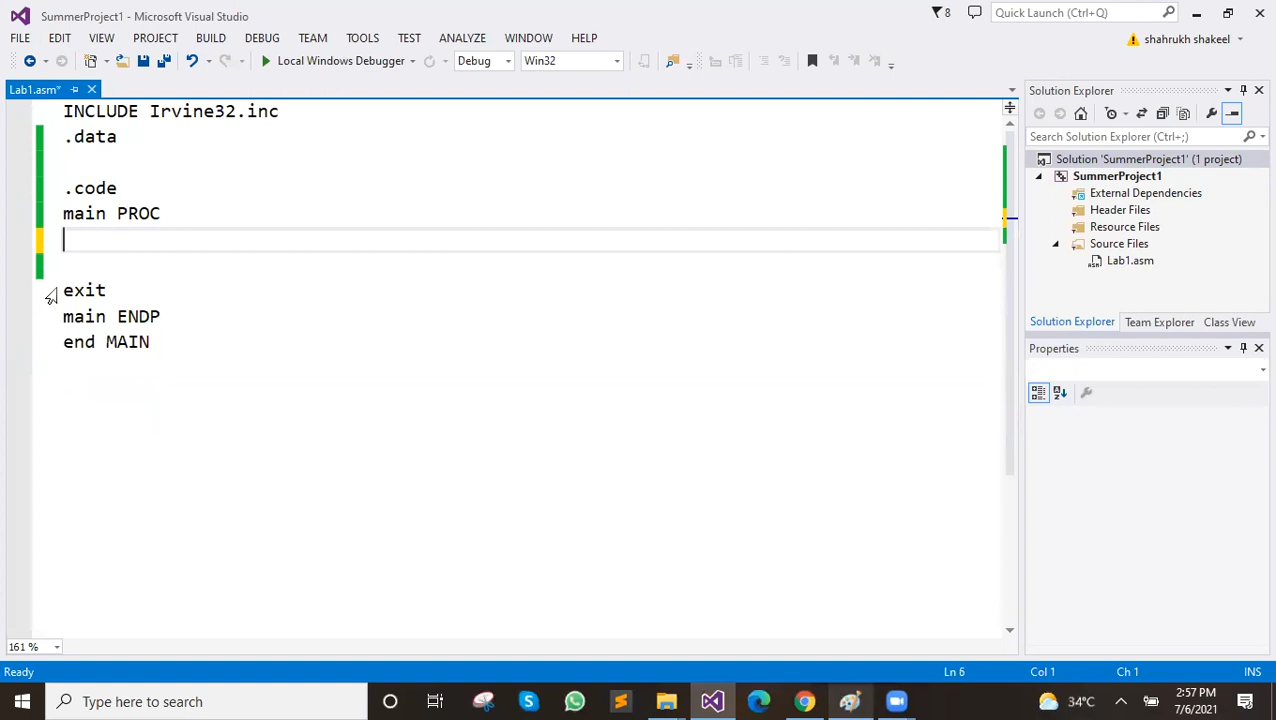 SummerProject1 - Microsoft Visual Studio
8
Quick Launch (Ctrl+Q)
FILE EDIT VIEW PROJECT BUILD DEBUG TEAM TOOLS TEST ANALYZE WINDOW HELP
shahrukh shakeel
Local Windows Debugger Debug Win32
Lab1.asm*
INCLUDE Irvine32.inc
.data
.code
main PROC
exit
main ENDP
end MAIN
161 %
Solution Explorer
Search Solution Explorer (Ctrl+;)
Solution 'SummerProject1' (1 project)
SummerProject1
External Dependencies
Header Files
Resource Files
Source Files
Lab1.asm
Solution Explorer Team Explorer Class View
Properties
Ready Ln 6 Col 1 Ch 1 INS
Type here to search
34°C
2:57 PM
7/6/2021